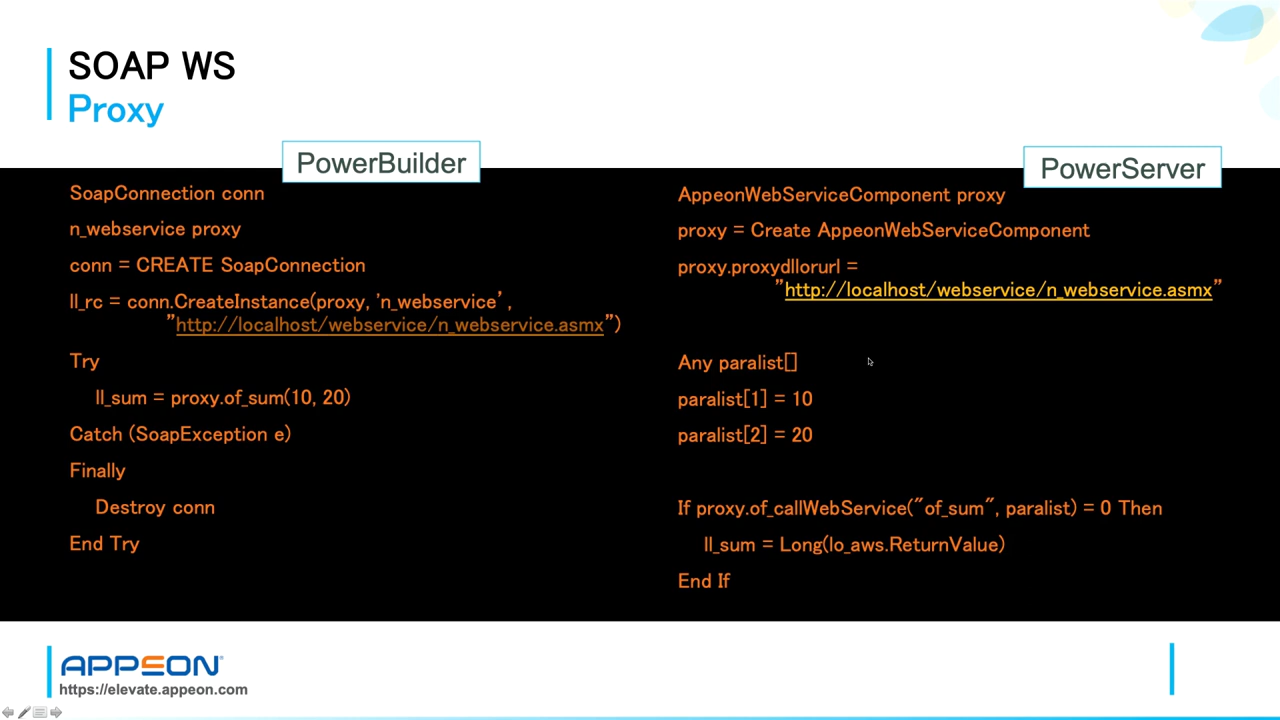 SOAP WS
Proxy
PowerBuilder
SoapConnection conn
n_webservice proxy
conn = CREATE SoapConnection
ll_rc = conn.CreateInstance(proxy, 'n_webservice’,
”http://localhost/webservice/n_webservice.asmx”)
Try
ll_sum = proxy.of_sum(10, 20)
Catch (SoapException e)
Finally
Destroy conn
End Try
PowerServer
AppeonWebServiceComponent proxy
proxy = Create AppeonWebServiceComponent
proxy.proxydllorurl =
”http://localhost/webservice/n_webservice.asmx”
Any paralist[]
paralist[1] = 10
paralist[2] = 20
If proxy.of_callWebService("of_sum", paralist) = 0 Then
ll_sum = Long(lo_aws.ReturnValue)
End If
APPEON®
https://elevate.appeon.com